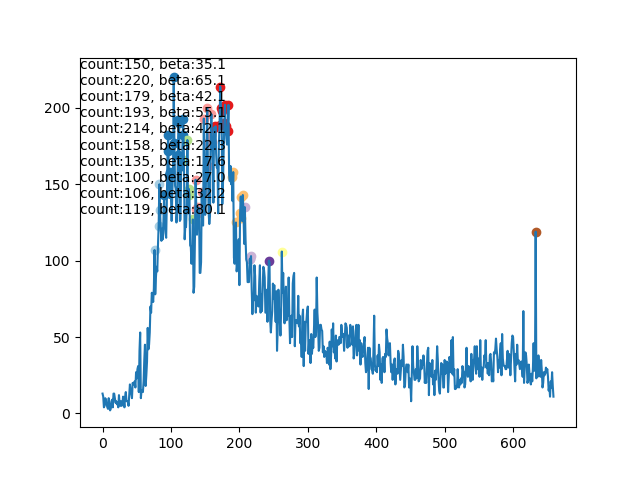 count:150, beta:35.1
count:220, beta:65.1
count:179, beta:42.1
count:193, beta:55.1
count:214, beta:42.1
count:158, beta:22.3
count:135, beta:17.6
count:100, beta:27.0
count:106, beta:32.2
count:119, beta:80.1
200
150
100
50
0
0 100 200 300 400 500 600